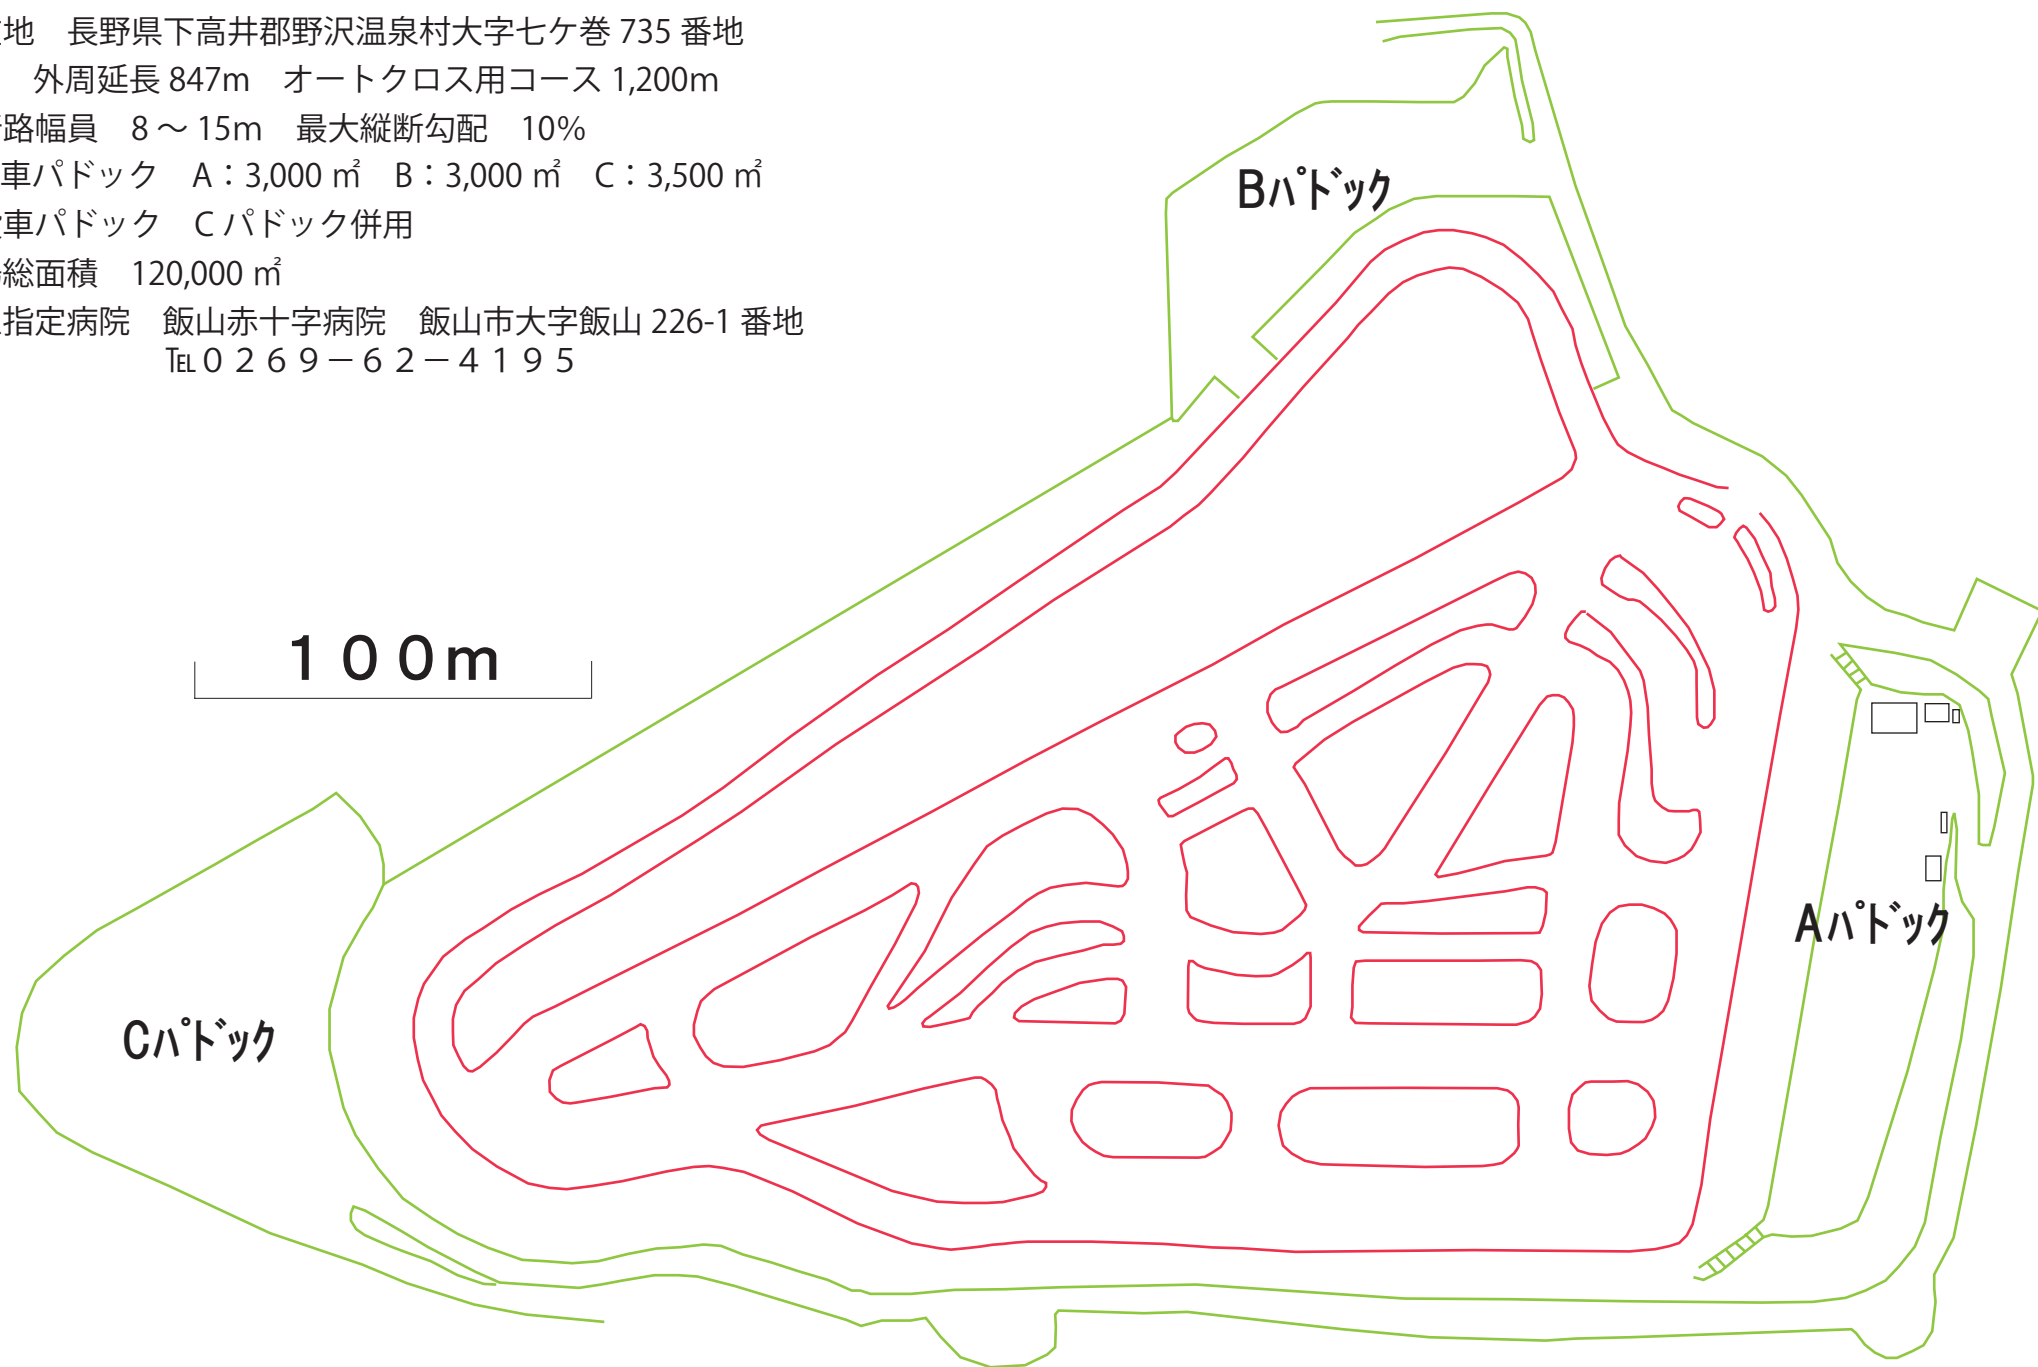 地　長野県下高井郡野沢温泉村大字七ケ巻 735 番地
外周延長 847m　オートクロス用コース 1,200m
路幅員　8 ～ 15m　最大縦断勾配　10%
車パドック　A：3,000 ㎡　B：3,000 ㎡　C：3,500 ㎡
車パドック　C パドック併用
総面積　120,000 ㎡
指定病院　飯山赤十字病院　飯山市大字飯山 226-1 番地
℡０２６９－６２－４１９５
Bﾊﾟﾄﾞｯｸ
１００m
Aﾊﾟﾄﾞｯｸ
Cﾊﾟﾄﾞｯｸ